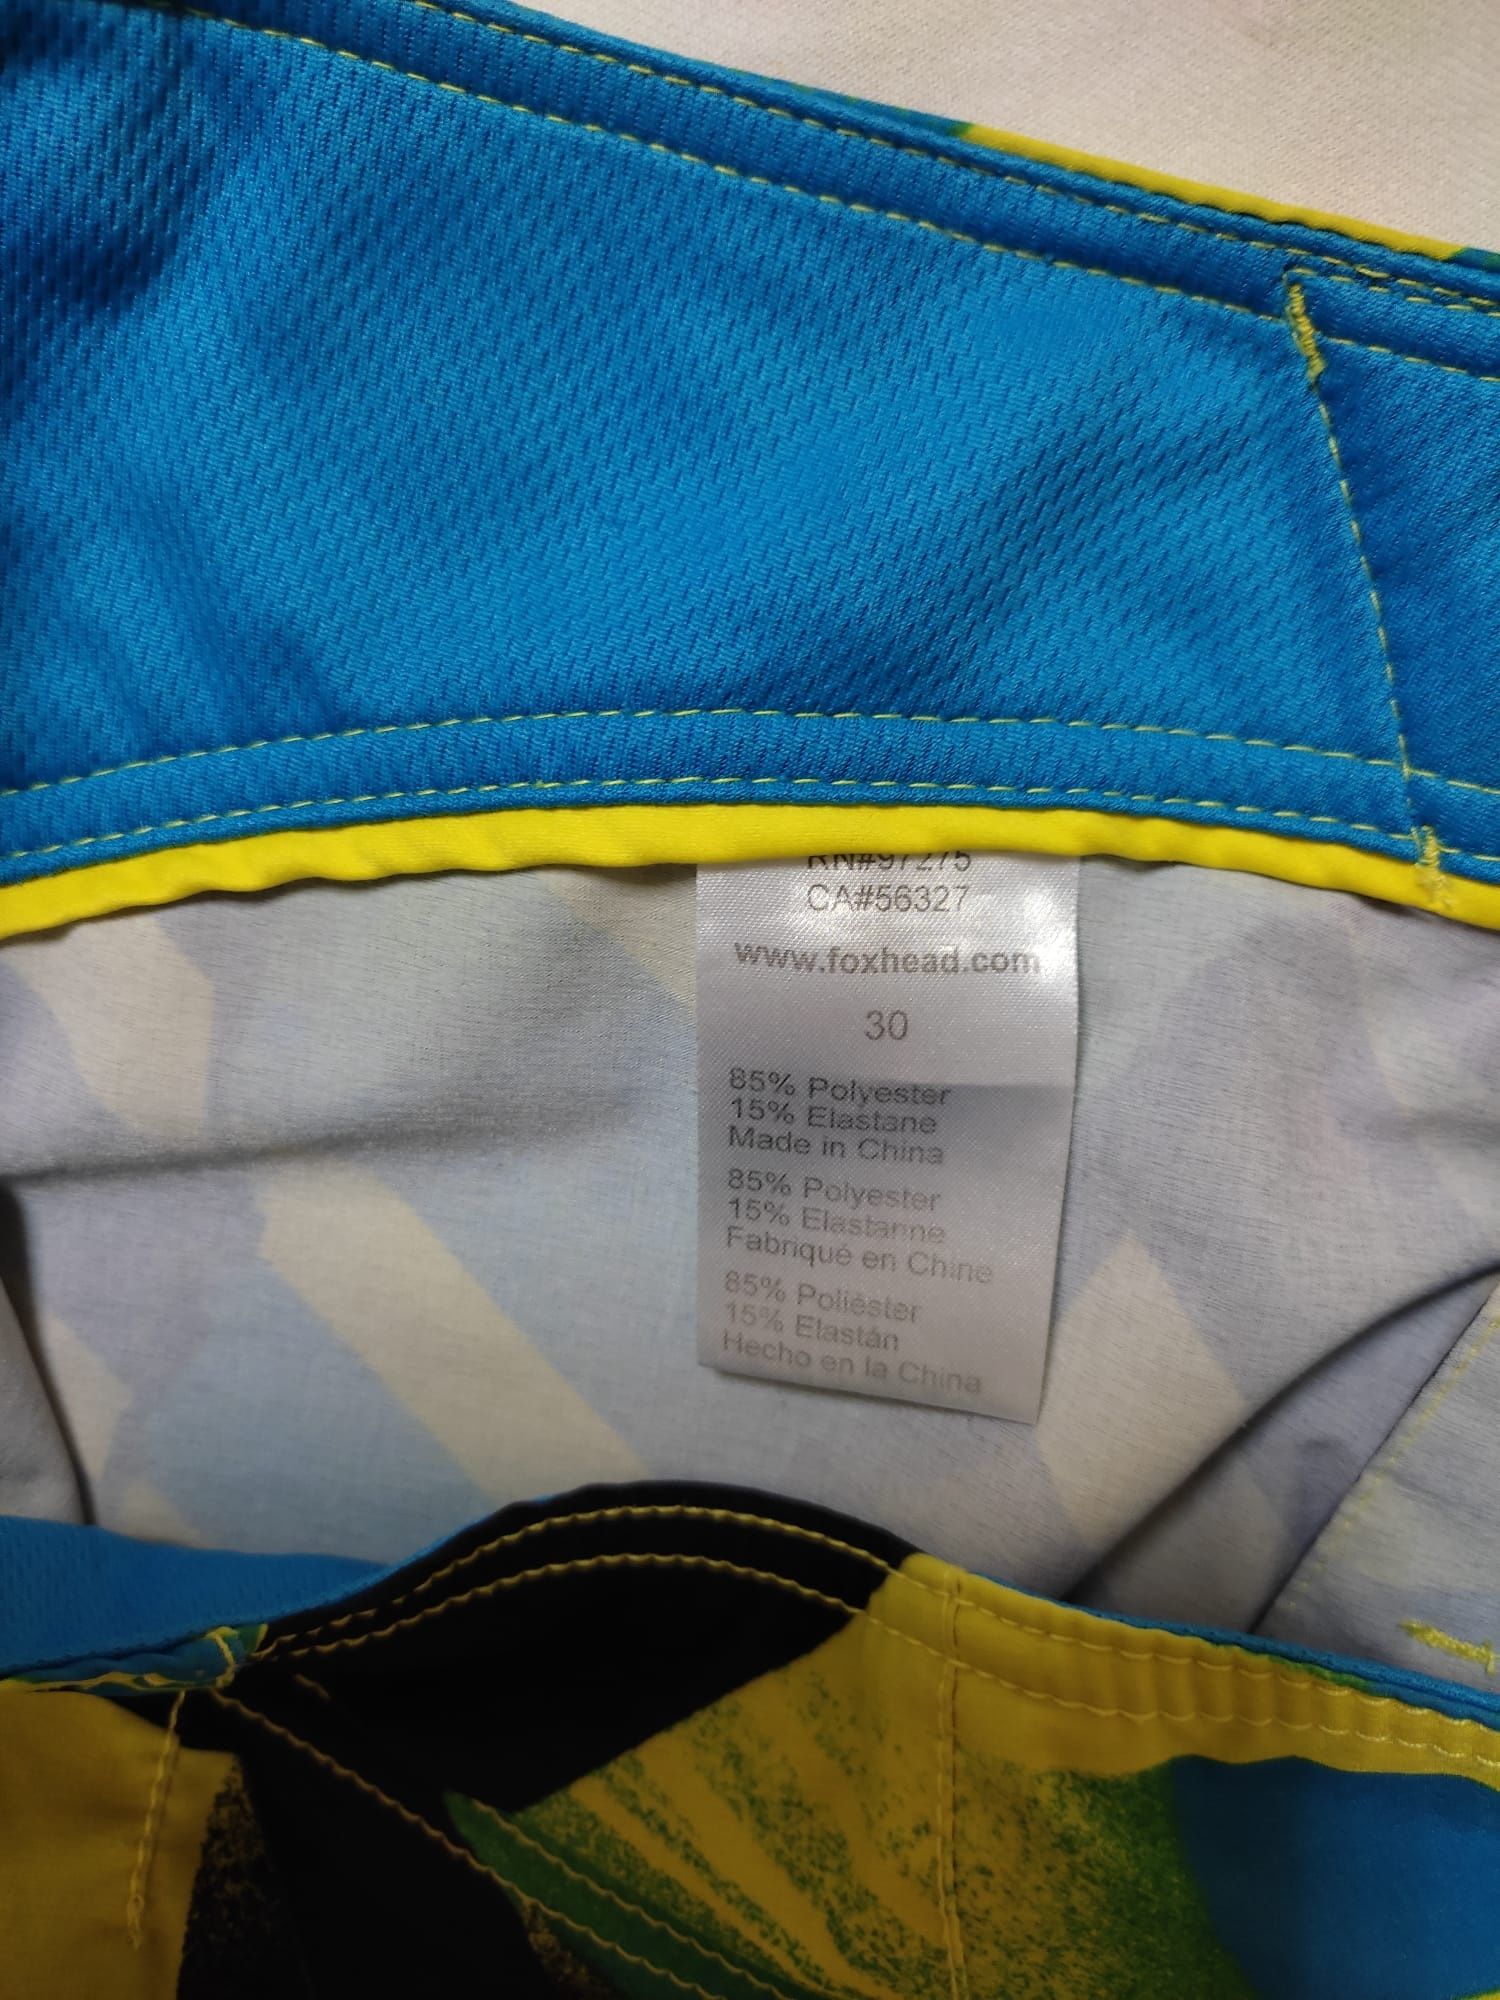 RN#97275
CA#56327
www.foxhead.com
30
85% Polyester
15% Elastane
Made in China
85% Polyester
15% Elastanne
Fabriqué en Chine
85% Poliéster
15% Elastán
Hecho en la China